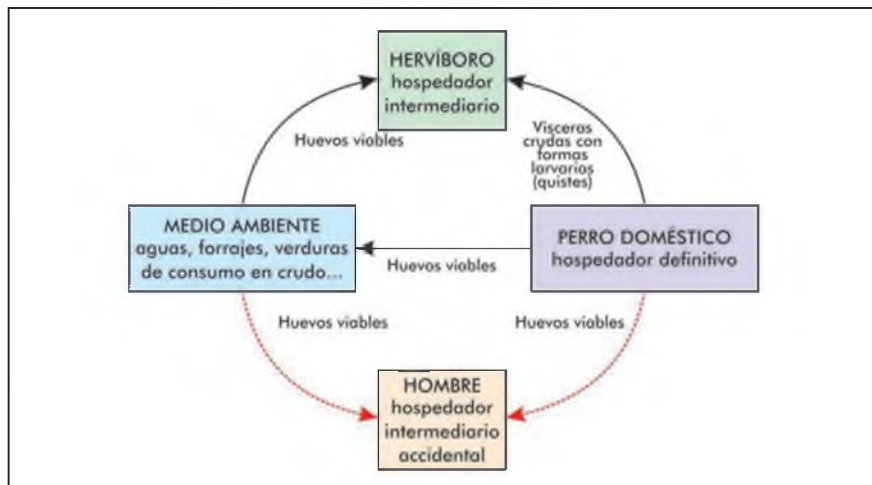 HERVÍBORO
hospedador
intermediario
Huevos viables
Vísceras
crudas con
formas
larvarias
(quistes)
MEDIO AMBIENTE
aguas, forrajes, verduras
de consumo en crudo...
Huevos viables
PERRO DOMÉSTICO
hospedador definitivo
Huevos viables
Huevos viables
HOMBRE
hospedador
intermediario
accidental